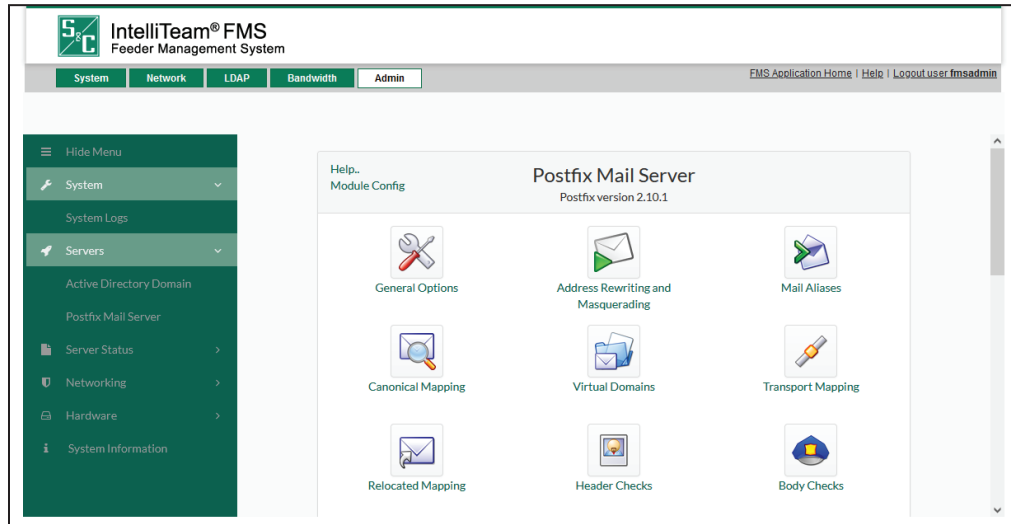 S&C IntelliTeam® FMS
Feeder Management System
System Network LDAP Bandwidth Admin
FMS Application Home | Help | Logout user fmsadmin
Hide Menu
System
System Logs
Servers
Active Directory Domain
Postfix Mail Server
Server Status
Networking
Hardware
System Information
Help..
Module Config
Postfix Mail Server
Postfix version 2.10.1
General Options
Address Rewriting and
Masquerading
Mail Aliases
Canonical Mapping
Virtual Domains
Transport Mapping
Relocated Mapping
Header Checks
Body Checks